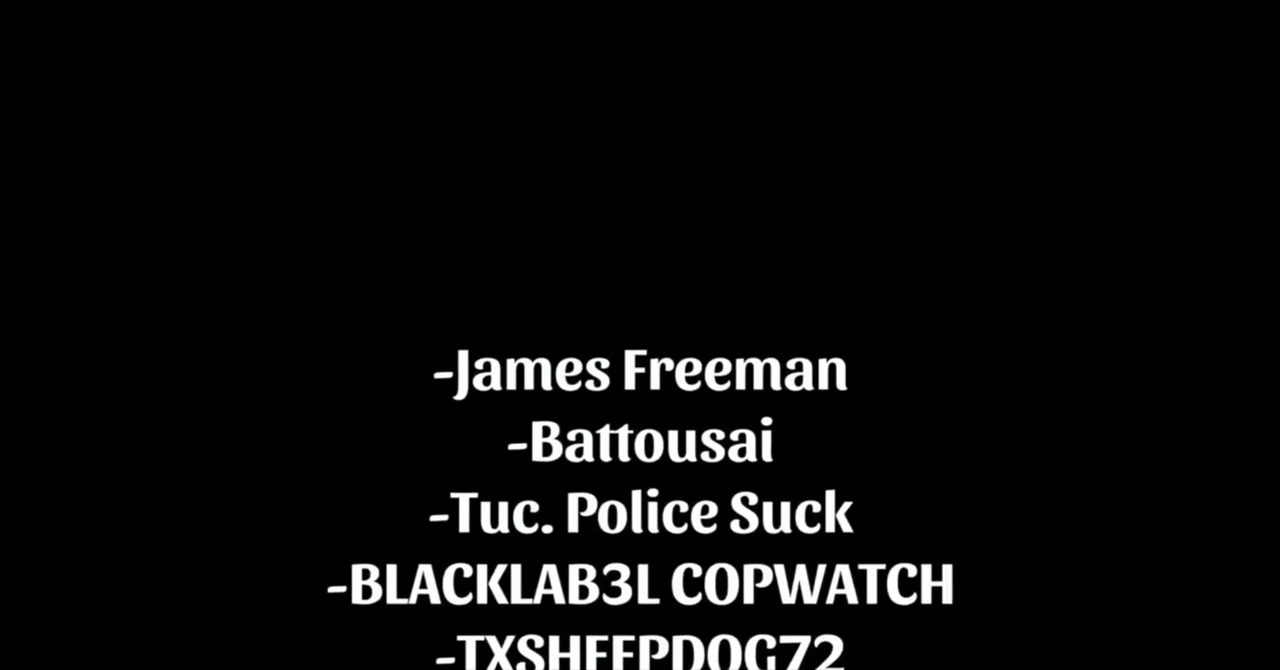 -James Freeman
-Battousai
-Tuc. Police Suck
-BLACKLAB3L COPWATCH
-TXSHEEPDOG72